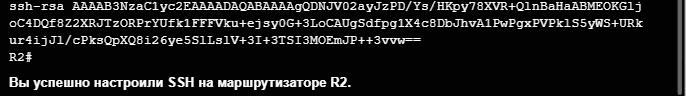 ssh-rsa AAAAB3NzaC1yc2EAAAADAQABAAAAgQDNJV02ayJzPD/Ys/HKpy78XVR+QlnBaHaABMEOKGlj
oC4DQf8Z2XRJTzORPrYUfk1FFFVku+ejsy0G+3LoCAUgSdfpg1X4c8DbJhvA1PwPgxPVPklS5yWS+URk
ur4ijJl/cPksQpXQ8i26ye5SlLslV+3I+3TSI3MOEmJP++3vvw==
R2#
Вы успешно настроили SSH на маршрутизаторе R2.